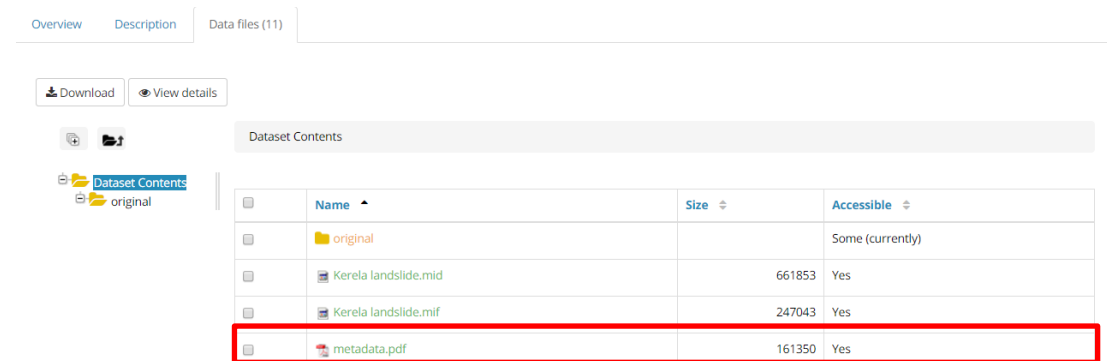 Overview Description Data files (11)
Download View details
Dataset Contents
Dataset Contents
original
Name Size Accessible
original Some (currently)
Kerela landslide.mid 661853 Yes
Kerela landslide.mif 247043 Yes
metadata.pdf 161350 Yes